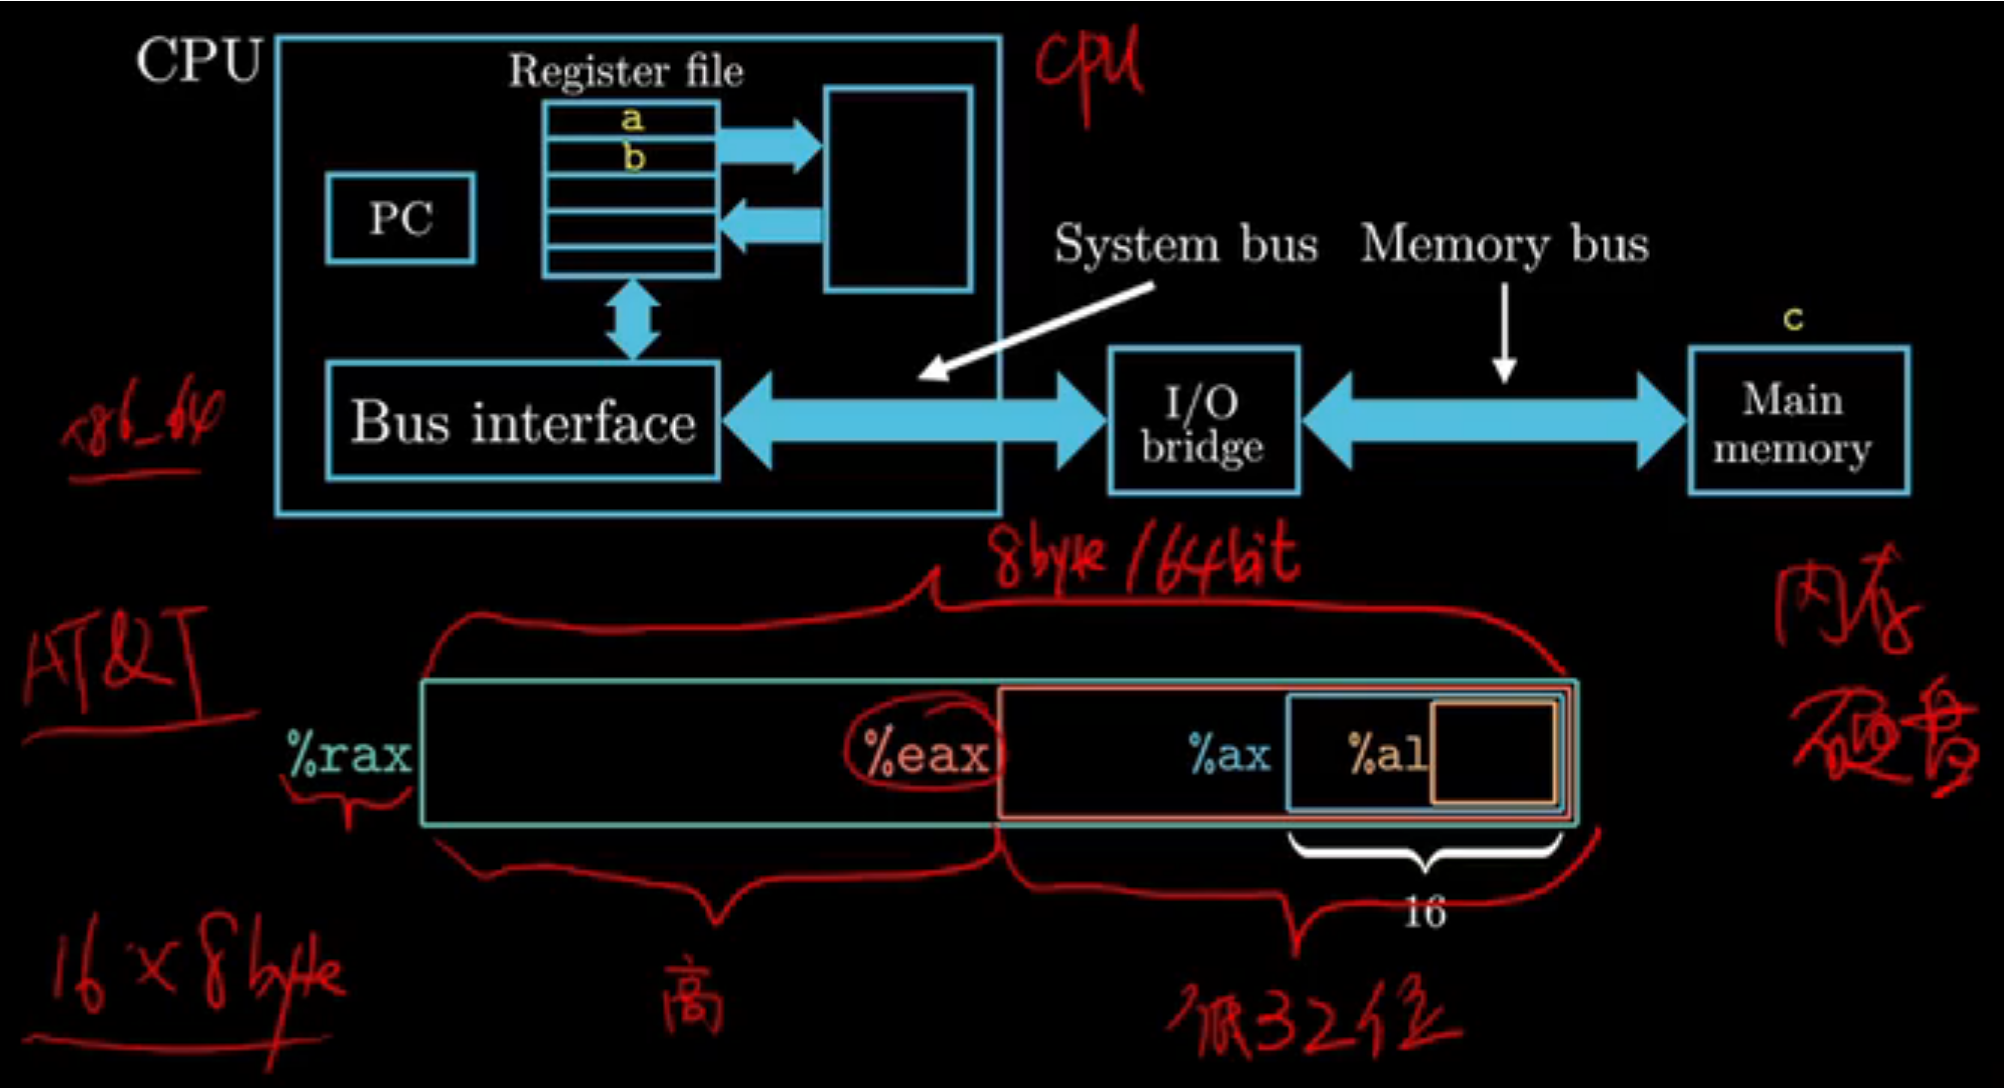 CPU
Register file
cpu
a
b
PC
System bus
Memory bus
c
x86_64
Bus interface
I/O
bridge
Main
memory
8byte/64bit
内存
AT&T
硬盘
%rax
%eax
%ax
%al
16
16×8byte
高
低32位